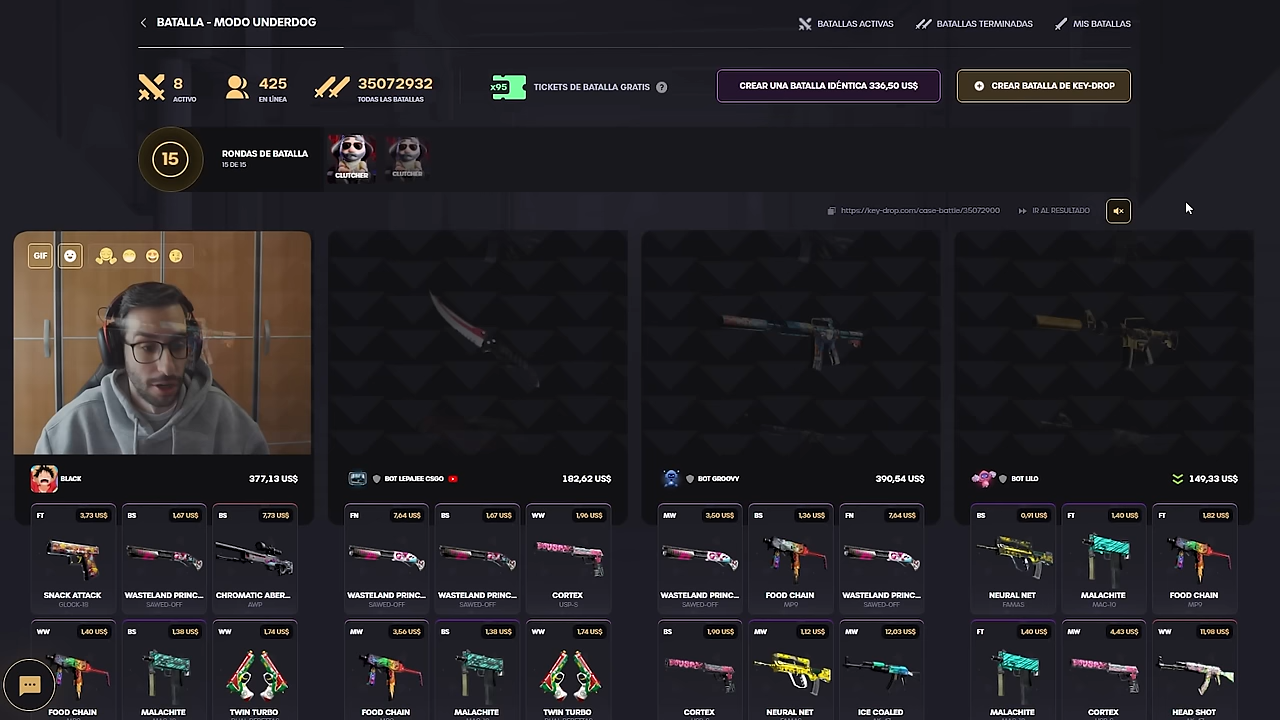 BATALLA - MODO UNDERDOG
BATALLAS ACTIVAS
BATALLAS TERMINADAS
MIS BATALLAS
8
ACTIVO
425
EN LÍNEA
35072932
TODAS LAS BATALLAS
x95
TICKETS DE BATALLA GRATIS
?
CREAR UNA BATALLA IDÉNTICA 336,50 US$
CREAR BATALLA DE KEY-DROP
15
RONDAS DE BATALLA
15 DE 15
CLUTCHER
CLUTCHER
https://key-drop.com/case-battle/35072900
IR AL RESULTADO
GIF
BLACK
377,13 US$
BOT LEPAJEE CSGO
182,62 US$
BOT GROOVY
390,54 US$
BOT LILO
149,33 US$
FT 3,73 US$
BS 1,67 US$
BS 7,73 US$
FN 7,64 US$
BS 1,67 US$
WW 1,96 US$
MW 3,50 US$
BS 1,36 US$
FN 7,64 US$
BS 0,91 US$
FT 1,40 US$
FT 1,82 US$
SNACK ATTACK
WASTELAND PRINC...
CHROMATIC ABER...
WASTELAND PRINC...
WASTELAND PRINC...
CORTEX
WASTELAND PRINC...
FOOD CHAIN
WASTELAND PRINC...
NEURAL NET
MALACHITE
FOOD CHAIN
GLOCK-18
SAWED-OFF
AWP
SAWED-OFF
SAWED-OFF
USP-S
SAWED-OFF
MP9
SAWED-OFF
FAMAS
MAC-10
MP9
WW 1,40 US$
BS 1,38 US$
WW 1,74 US$
MW 3,56 US$
BS 1,38 US$
WW 1,74 US$
BS 1,90 US$
MW 1,12 US$
MW 12,03 US$
FT 1,40 US$
MW 4,43 US$
WW 11,98 US$
FOOD CHAIN
MALACHITE
TWIN TURBO
FOOD CHAIN
MALACHITE
TWIN TURBO
CORTEX
NEURAL NET
ICE COALED
MALACHITE
CORTEX
HEAD SHOT